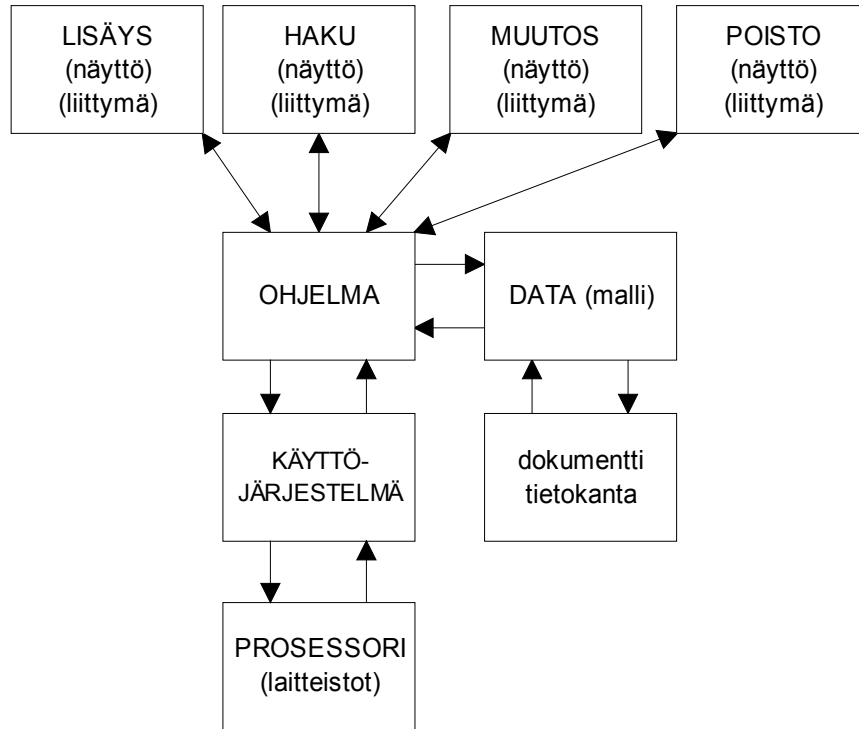 LISÄYS
(näyttö)
(liittymä)
HAKU
(näyttö)
(liittymä)
MUUTOS
(näyttö)
(liittymä)
POISTO
(näyttö)
(liittymä)
OHJELMA
DATA (malli)
KÄYTTÖ-
JÄRJESTELMÄ
dokumentti
tietokanta
PROSESSORI
(laitteistot)